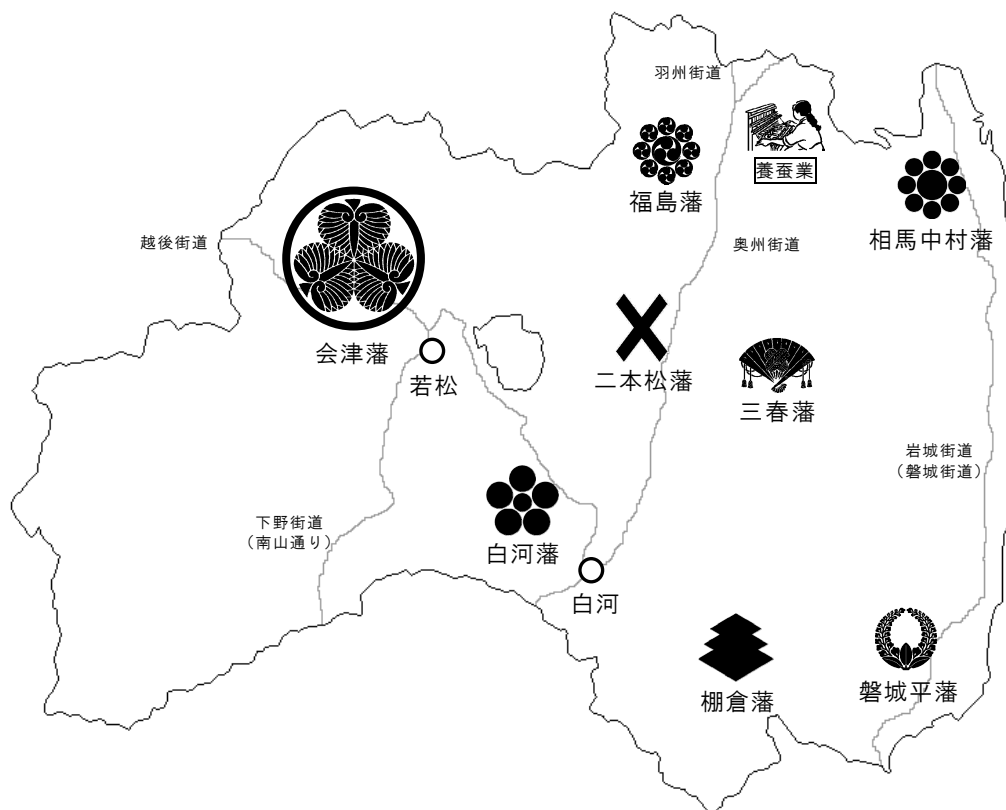 羽州街道
養蚕業
福島藩
相馬中村藩
越後街道
奥州街道
会津藩
若松
二本松藩
三春藩
岩城街道
(磐城街道)
下野街道
(南山通り)
白河藩
白河
棚倉藩
磐城平藩